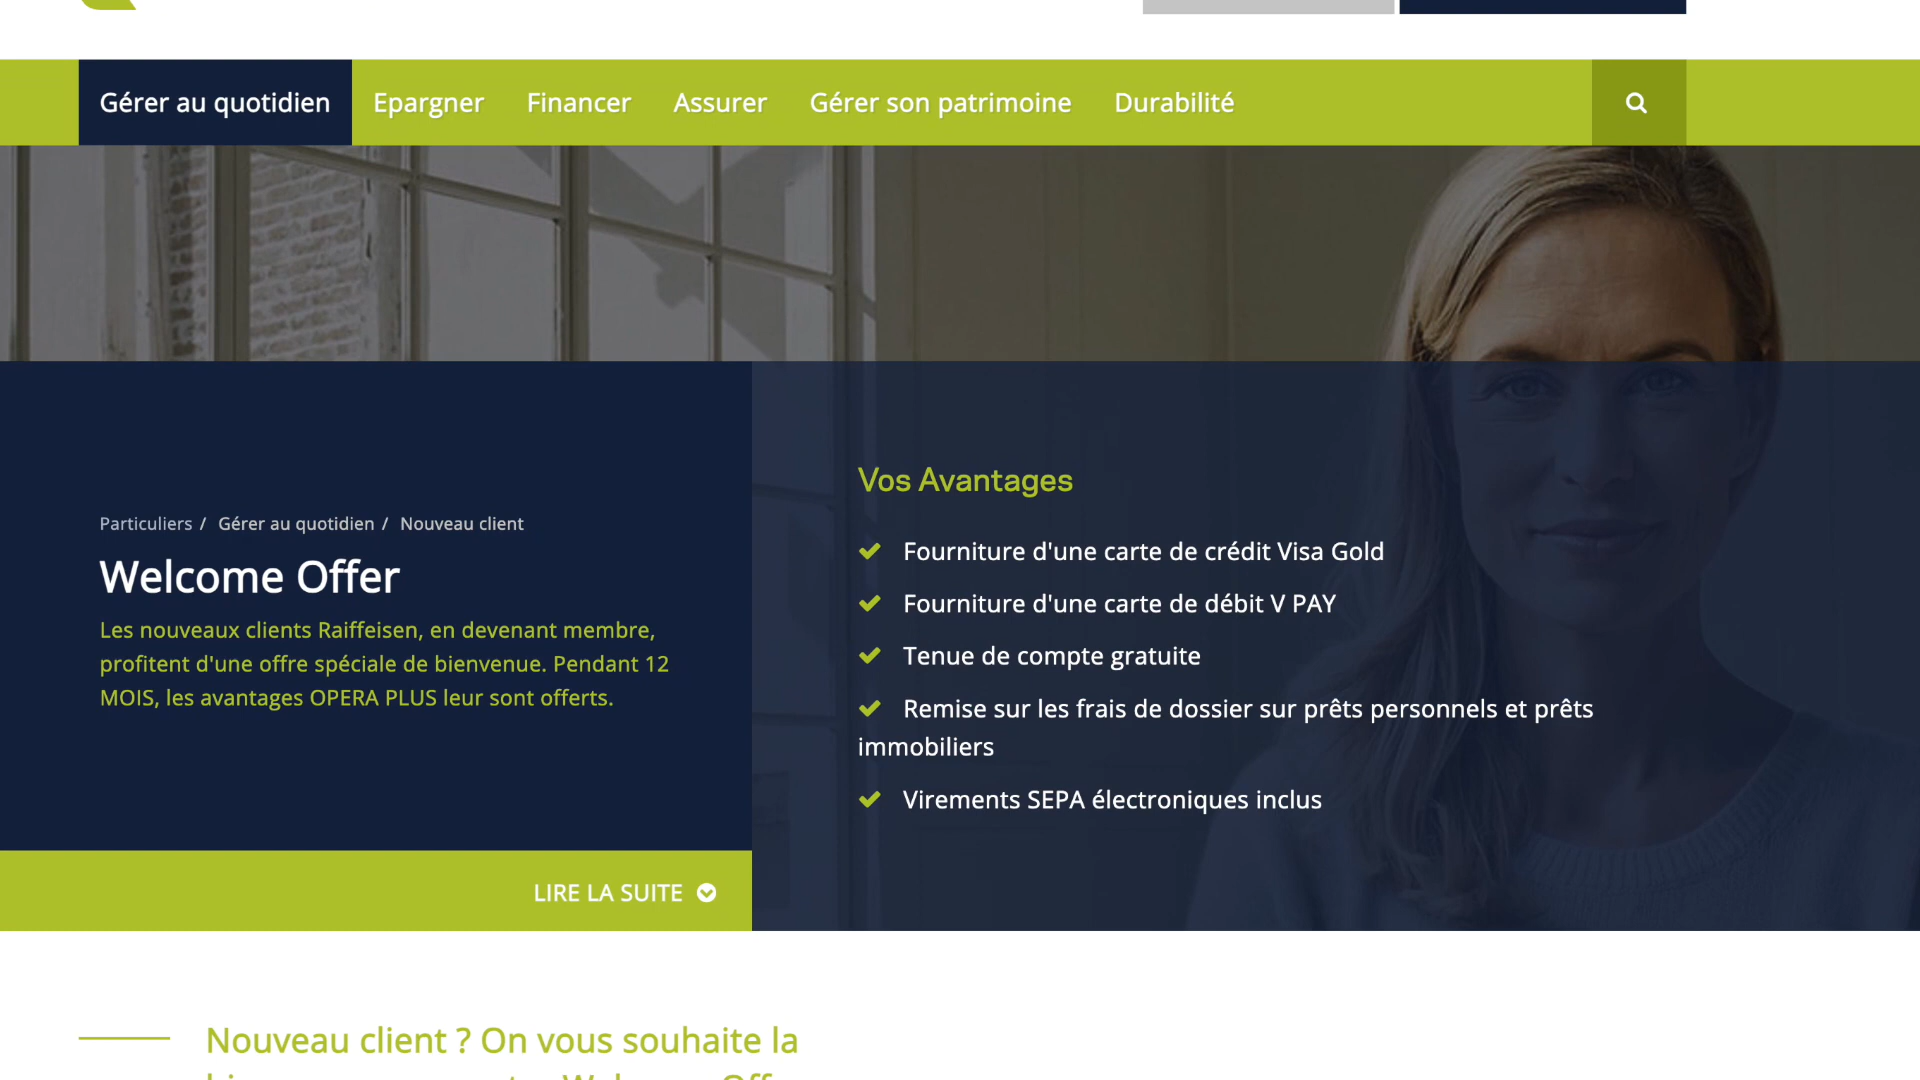 Gérer au quotidien
Epargner
Financer
Assurer
Gérer son patrimoine
Durabilité
Particuliers / Gérer au quotidien / Nouveau client
Welcome Offer
Les nouveaux clients Raiffeisen, en devenant membre,
profitent d'une offre spéciale de bienvenue. Pendant 12
MOIS, les avantages OPERA PLUS leur sont offerts.
LIRE LA SUITE
Vos Avantages
Fourniture d'une carte de crédit Visa Gold
Fourniture d'une carte de débit V PAY
Tenue de compte gratuite
Remise sur les frais de dossier sur prêts personnels et prêts
immobiliers
Virements SEPA électroniques inclus
Nouveau client ? On vous souhaite la